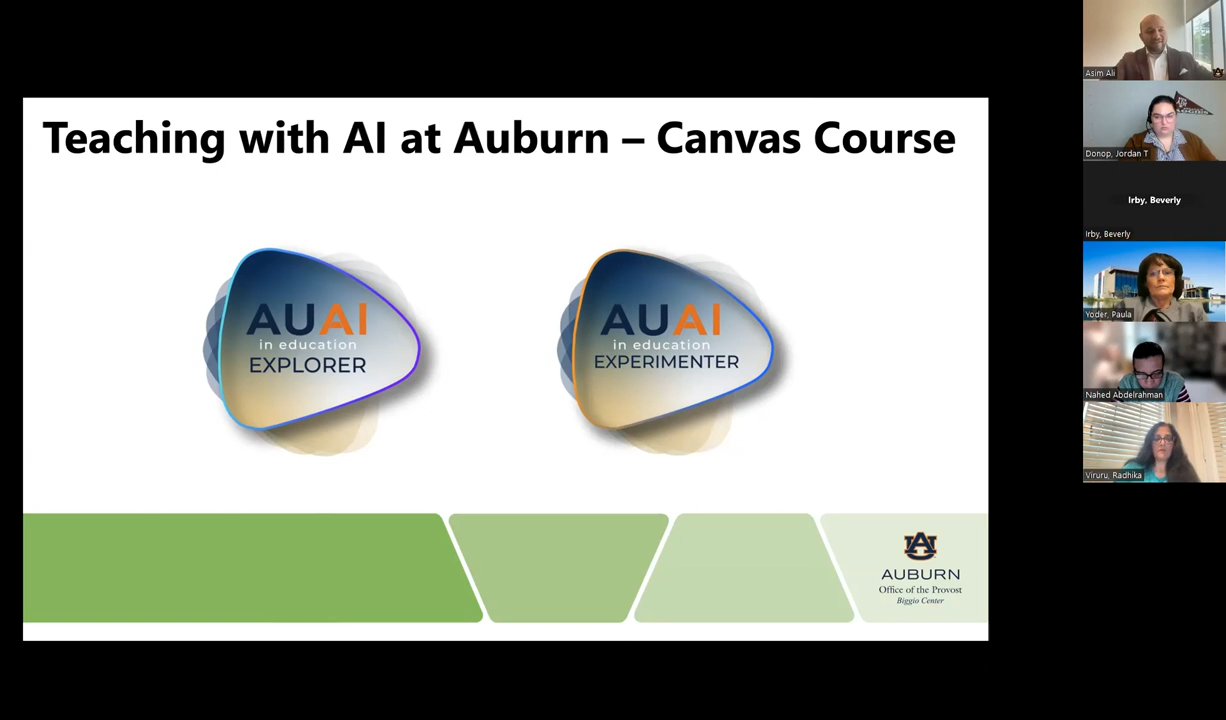 Teaching with AI at Auburn – Canvas Course
AUAI
in education
EXPLORER
AUAI
in education
EXPERIMENTER
AUBURN
Office of the Provost
Biggio Center
Asim Ali
Donop, Jordan T
Irby, Beverly
Irby, Beverly
Yoder, Paula
Nahed Abdelrahman
Viruru, Radhika